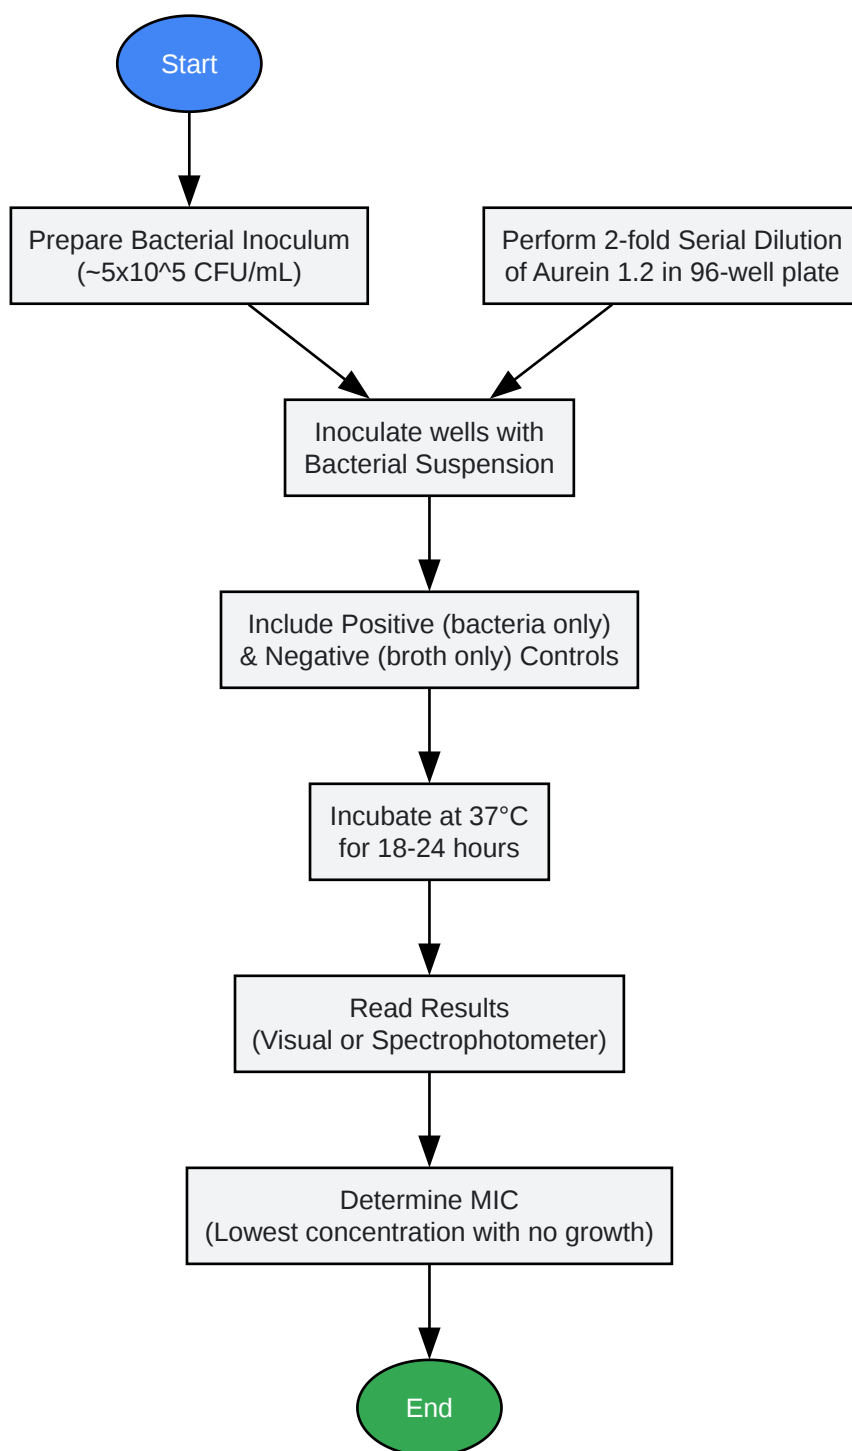 Start
Prepare Bacterial Inoculum
(~5x10^5 CFU/mL)
Perform 2-fold Serial Dilution
of Aurein 1.2 in 96-well plate
Inoculate wells with
Bacterial Suspension
Include Positive (bacteria only)
& Negative (broth only) Controls
Incubate at 37°C
for 18-24 hours
Read Results
(Visual or Spectrophotometer)
Determine MIC
(Lowest concentration with no growth)
End